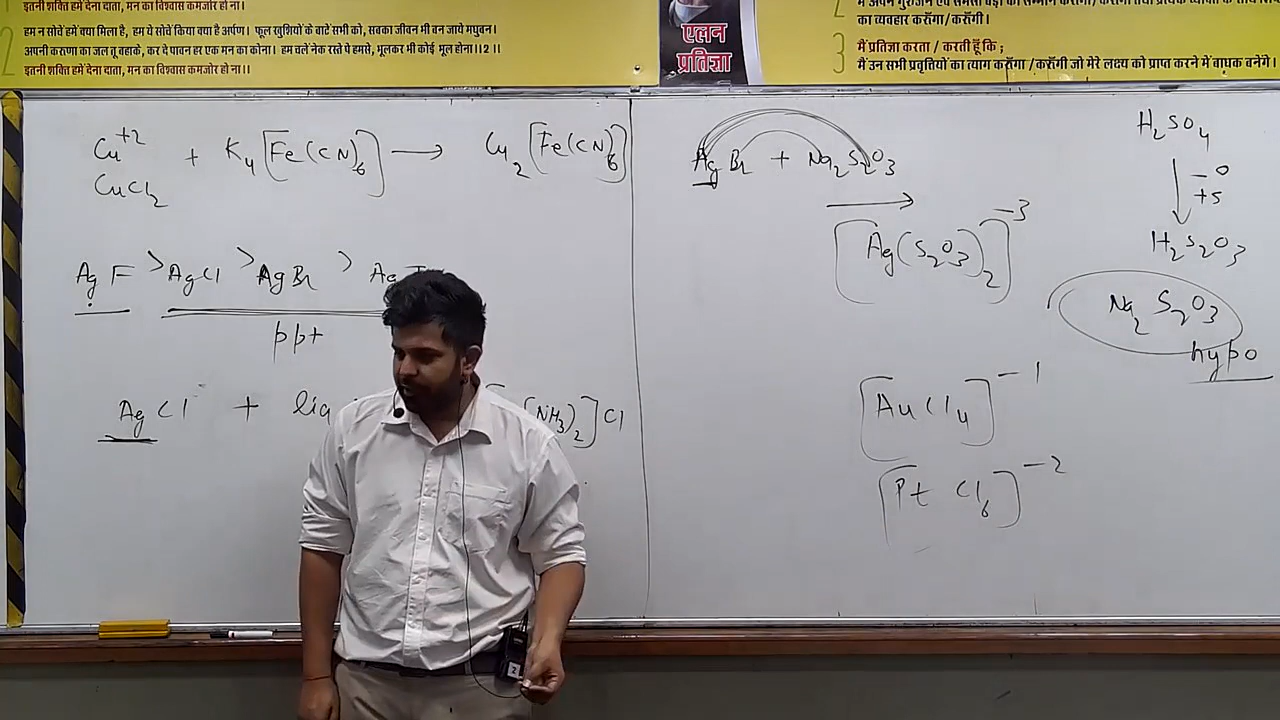 इतनी शक्ति हमें देना दाता, मन का विश्वास कमजोर हो ना।
2
हम न सोचें हमें क्या मिला है, हम ये सोचें किया क्या है अर्पण। फूल खुशियों के बाटें सभी को, सबका जीवन भी बन जाये मधुबन।
अपनी करुणा का जल तू बहाके, कर दे पावन हर एक मन का कोना। हम चलें नेक रस्ते पे हमसे, भूलकर भी कोई भूल होना।।2।।
इतनी शक्ति हमें देना दाता, मन का विश्वास कमजोर हो ना।।
एलन
प्रतिज्ञा
2
का व्यवहार करूँगा/करूँगी।
3
मैं प्रतिज्ञा करता / करती हूँ कि ;
मैं उन सभी प्रवृत्तियों का त्याग करूँगा /करूँगी जो मेरे लक्ष्य को प्राप्त करने में बाधक बनेंगे।
Cu+2 + K4[Fe(CN)6] → Cu2[Fe(CN)6]
CuCl2
AgF > AgCl > AgBr > Ag
ppt
AgCl + liq (NH3)2]Cl
AgBr + Na2S2O3
→
[Ag(S2O3)2]-3
[AuCl4]-1
[PtCl6]-2
H2SO4
↓ -O
+S
H2S2O3
Na2S2O3
hypo